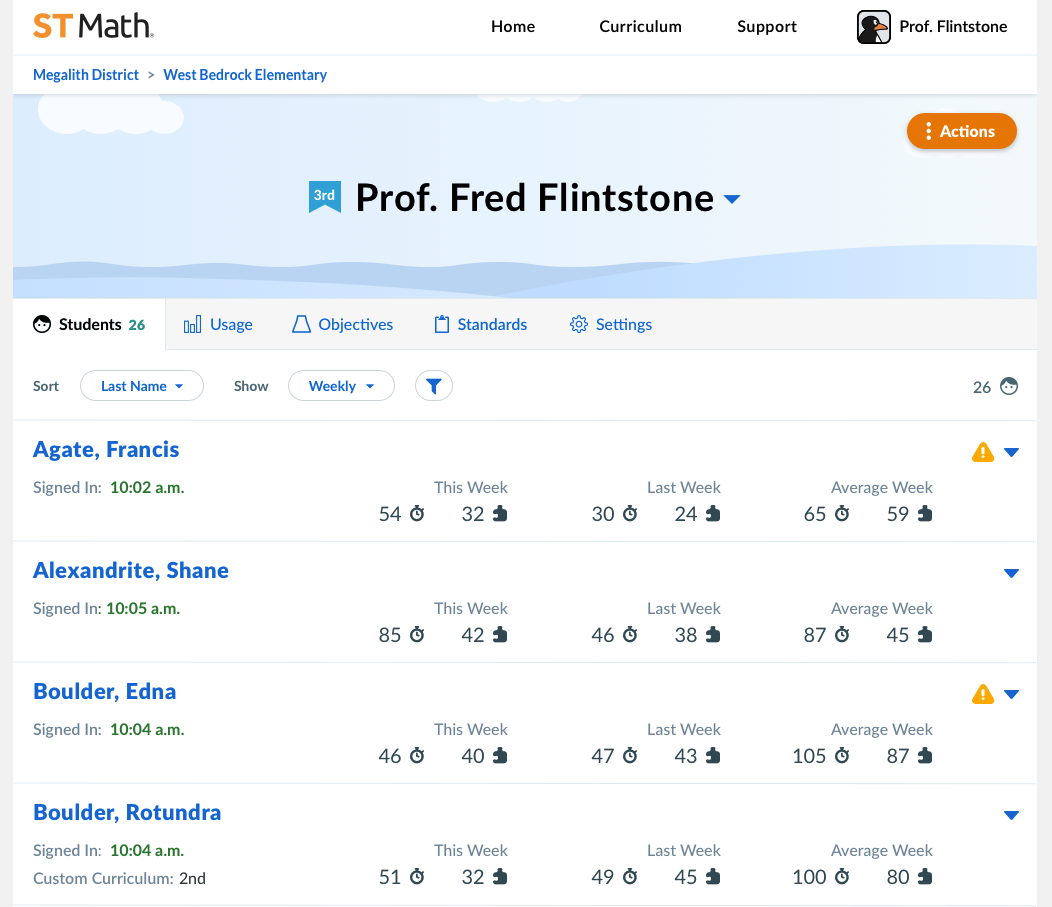 ST Math
Home Curriculum Support Prof. Flintstone
Megalith District > West Bedrock Elementary
Actions
3rd Prof. Fred Flintstone
Students 26 Usage Objectives Standards Settings
Sort Last Name Show Weekly 26
Agate, Francis
Signed In: 10:02 a.m. This Week Last Week Average Week
54 32 30 24 65 59
Alexandrite, Shane
Signed In: 10:05 a.m. This Week Last Week Average Week
85 42 46 38 87 45
Boulder, Edna
Signed In: 10:04 a.m. This Week Last Week Average Week
46 40 47 43 105 87
Boulder, Rotundra
Signed In: 10:04 a.m. This Week Last Week Average Week
Custom Curriculum: 2nd 51 32 49 45 100 80